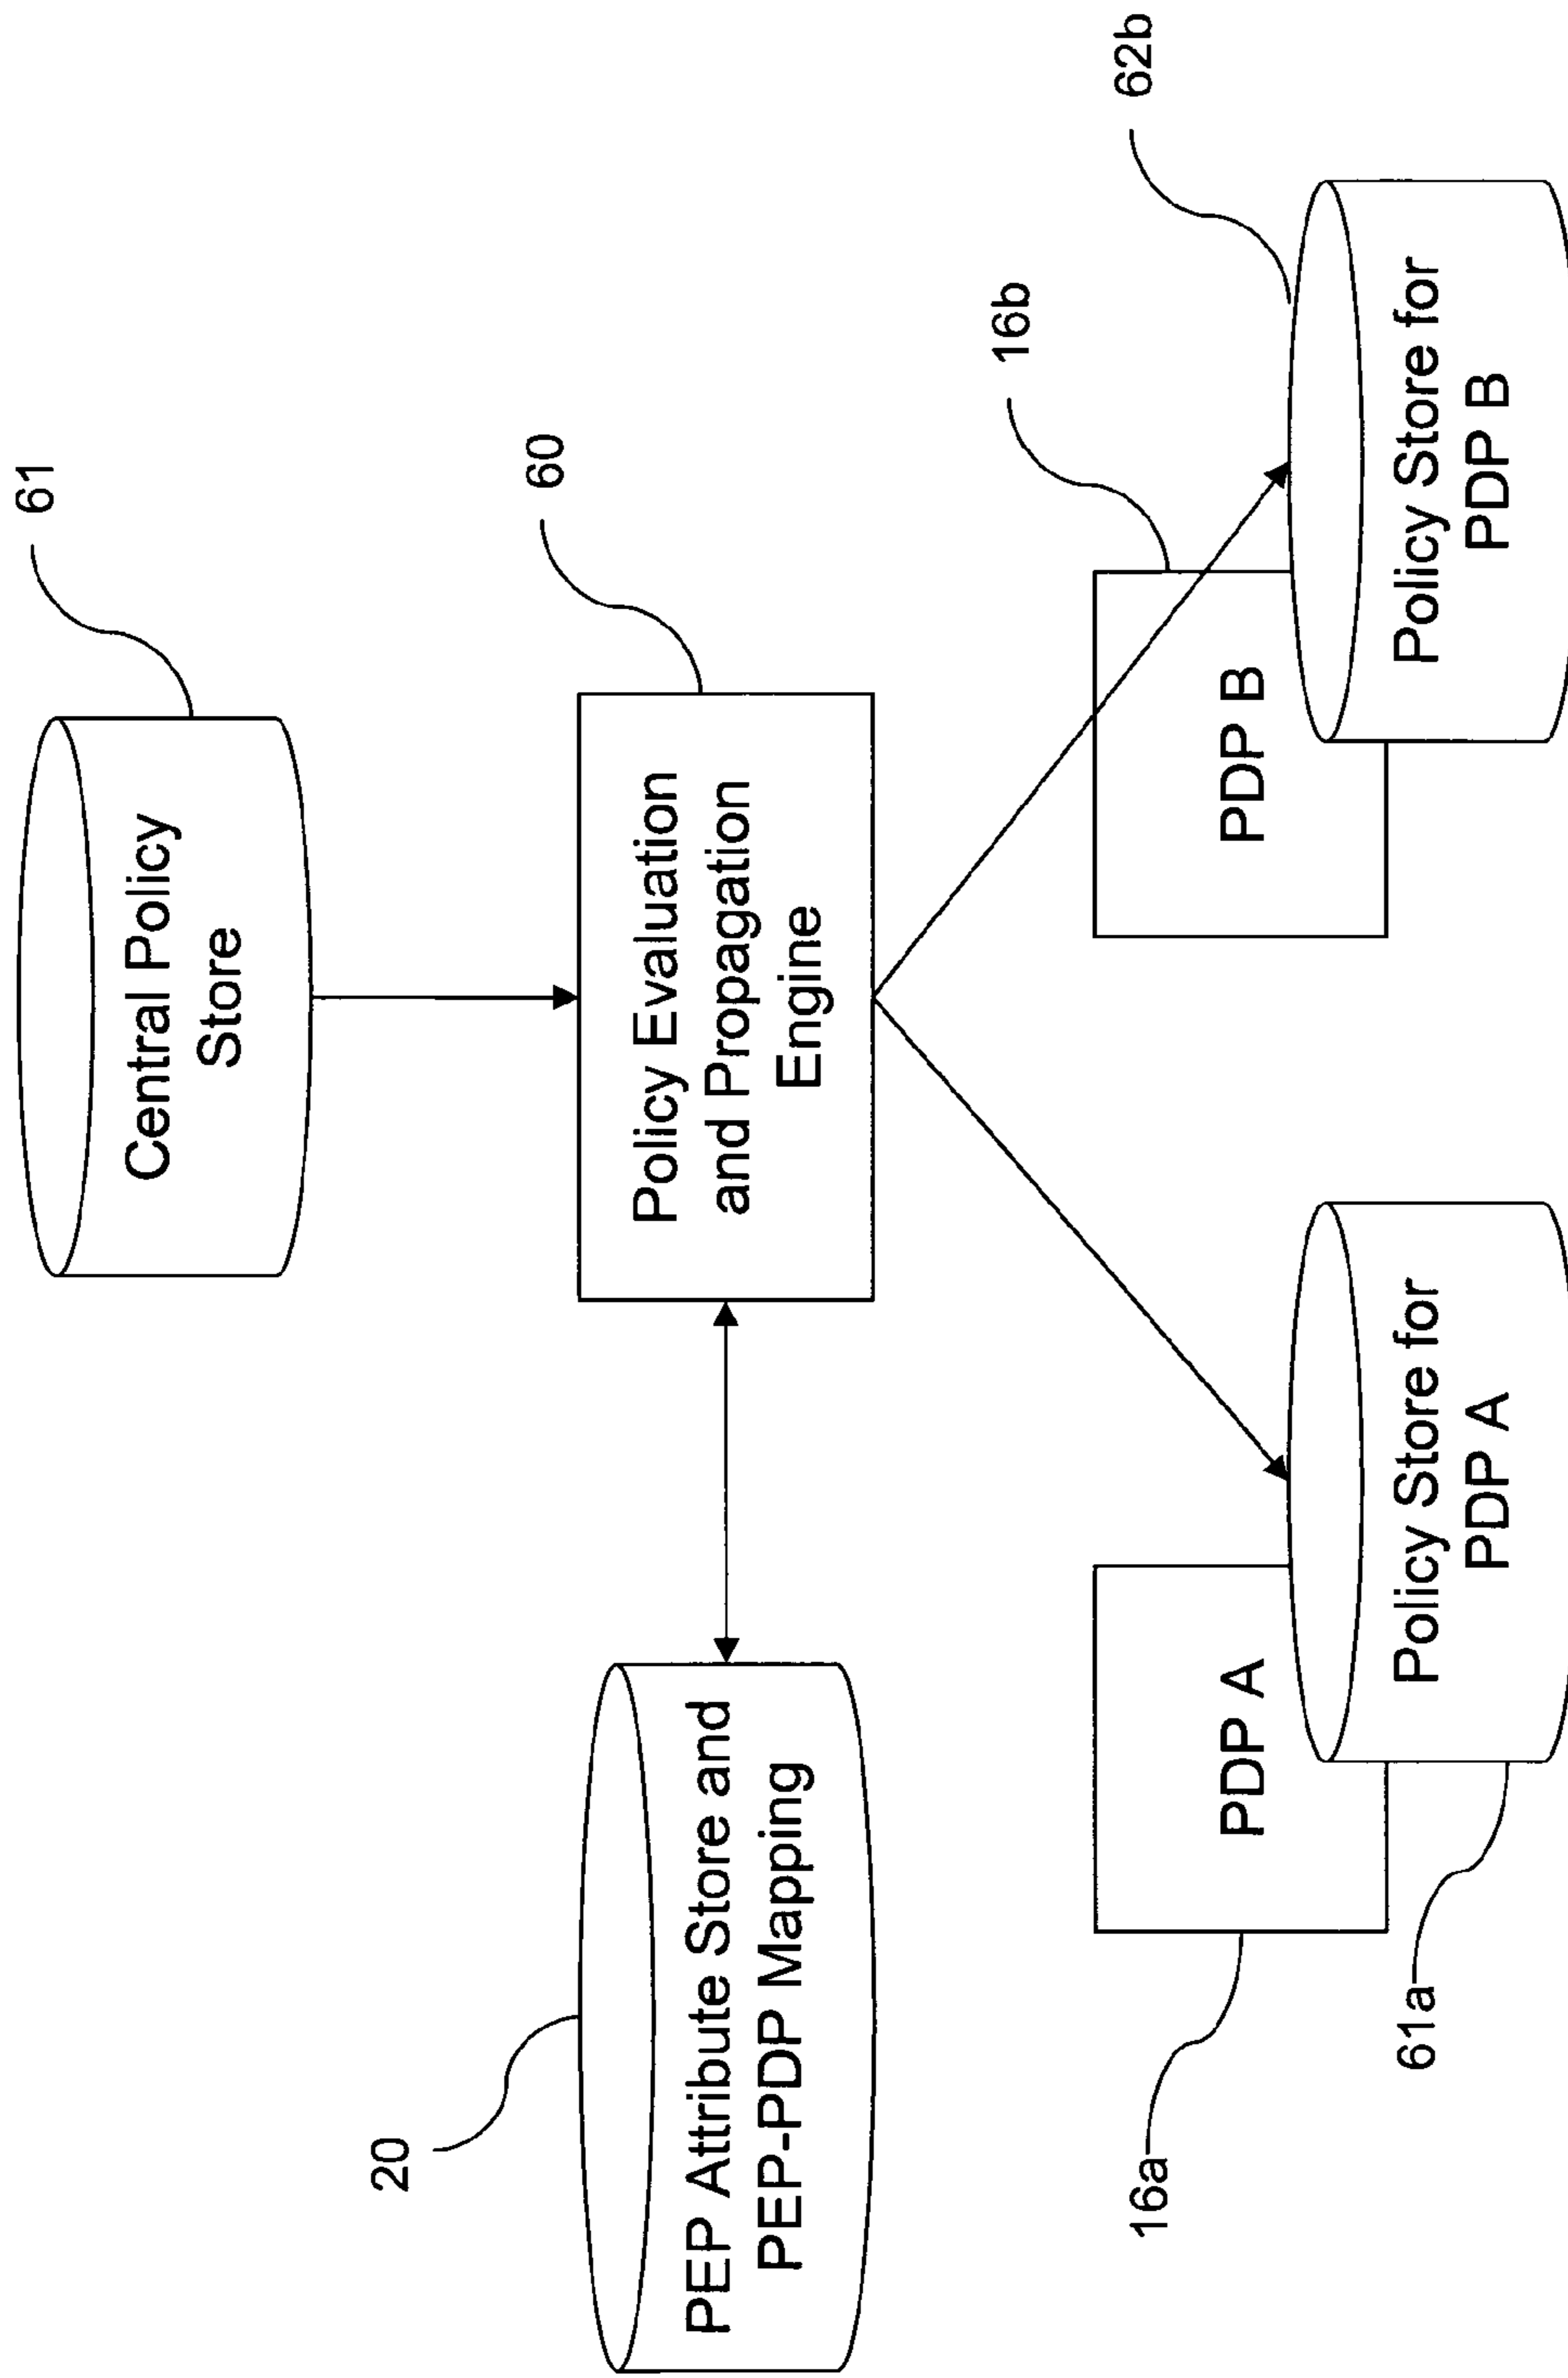 61
Central Policy
Store
60
Policy Evaluation
and Propagation
Engine
20
PEP Attribute Store and
PEP-PDP Mapping
16b
PDP B
62b
Policy Store for
PDP B
16a
PDP A
61a
Policy Store for
PDP A